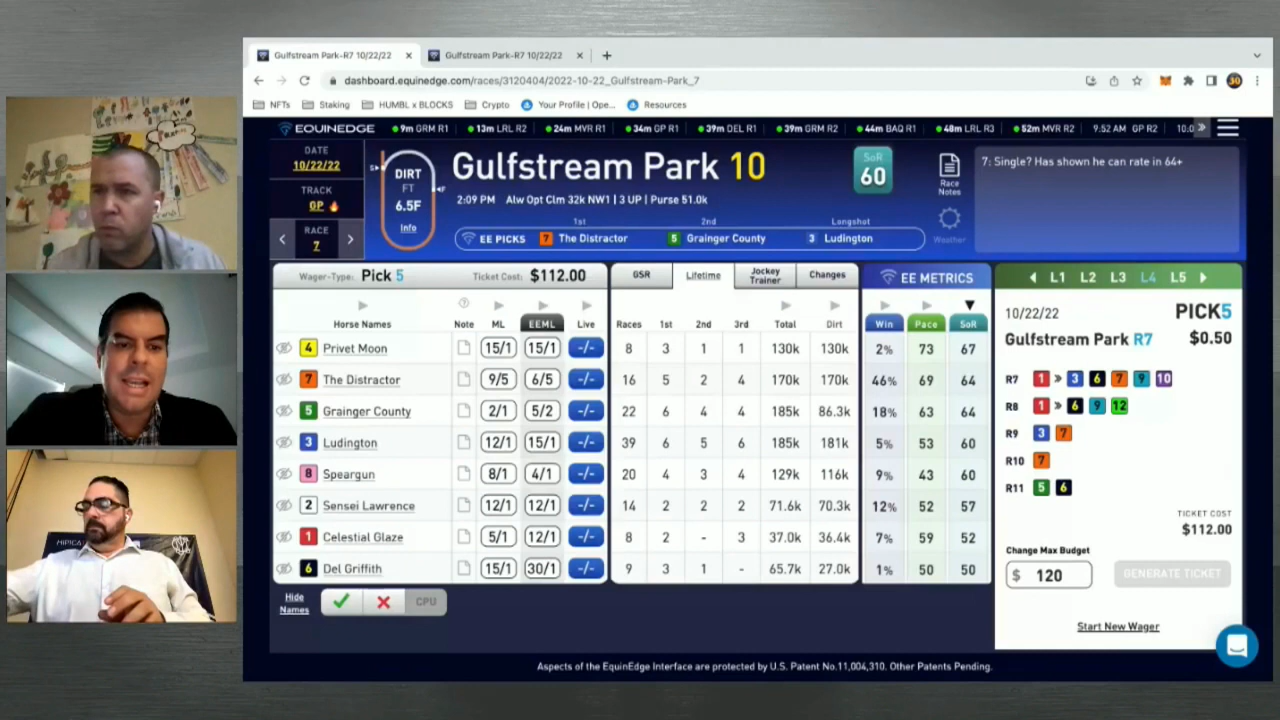 Gulfstream Park-R7 10/22/22 × Gulfstream Park-R7 10/22/22 × +
dashboard.equinedge.com/races/3120404/2022-10-22_Gulfstream-Park_7
NFTs Staking HUMBL x BLOCKS Crypto Your Profile | Ope... Resources
EQUINEDGE 9m GRM R1 13m LRL R2 24m MVR R1 34m GP R1 39m DEL R1 39m GRM R2 44m BAQ R1 48m LRL R3 52m MVR R2 9:52 AM GP R2 10:0
DATE
10/22/22
TRACK
GP
RACE
7
DIRT
FT
6.5F
Info
Gulfstream Park 10
SoR
60
2:09 PM Alw Opt Clm 32k NW1 | 3 UP | Purse 51.0k
1st 2nd Longshot
EE PICKS 7 The Distractor 5 Grainger County 3 Ludington
Race
Notes
Weather
7: Single? Has shown he can rate in 64+
Wager-Type: Pick 5 Ticket Cost: $112.00
GSR Lifetime Jockey Trainer Changes
EE METRICS
Horse Names Note ML EEML Live Races 1st 2nd 3rd Total Dirt Win Pace SoR
4 Privet Moon 15/1 15/1 -/- 8 3 1 1 130k 130k 2% 73 67
7 The Distractor 9/5 6/5 -/- 16 5 2 4 170k 170k 46% 69 64
5 Grainger County 2/1 5/2 -/- 22 6 4 4 185k 86.3k 18% 63 64
3 Ludington 12/1 15/1 -/- 39 6 5 6 185k 181k 5% 53 60
8 Speargun 8/1 4/1 -/- 20 4 3 4 129k 116k 9% 43 60
2 Sensei Lawrence 12/1 12/1 -/- 14 2 2 2 71.6k 70.3k 12% 52 57
1 Celestial Glaze 5/1 12/1 -/- 8 2 - 3 37.0k 36.4k 7% 59 52
6 Del Griffith 15/1 30/1 -/- 9 3 1 - 65.7k 27.0k 1% 50 50
Hide
Names
CPU
L1 L2 L3 L4 L5
10/22/22 PICK5
Gulfstream Park R7 $0.50
R7 1 » 3 6 7 9 10
R8 1 » 6 9 12
R9 3 7
R10 7
R11 5 6
TICKET COST
$112.00
Change Max Budget
$ 120
GENERATE TICKET
Start New Wager
Aspects of the EquinEdge Interface are protected by U.S. Patent No.11,004,310. Other Patents Pending.